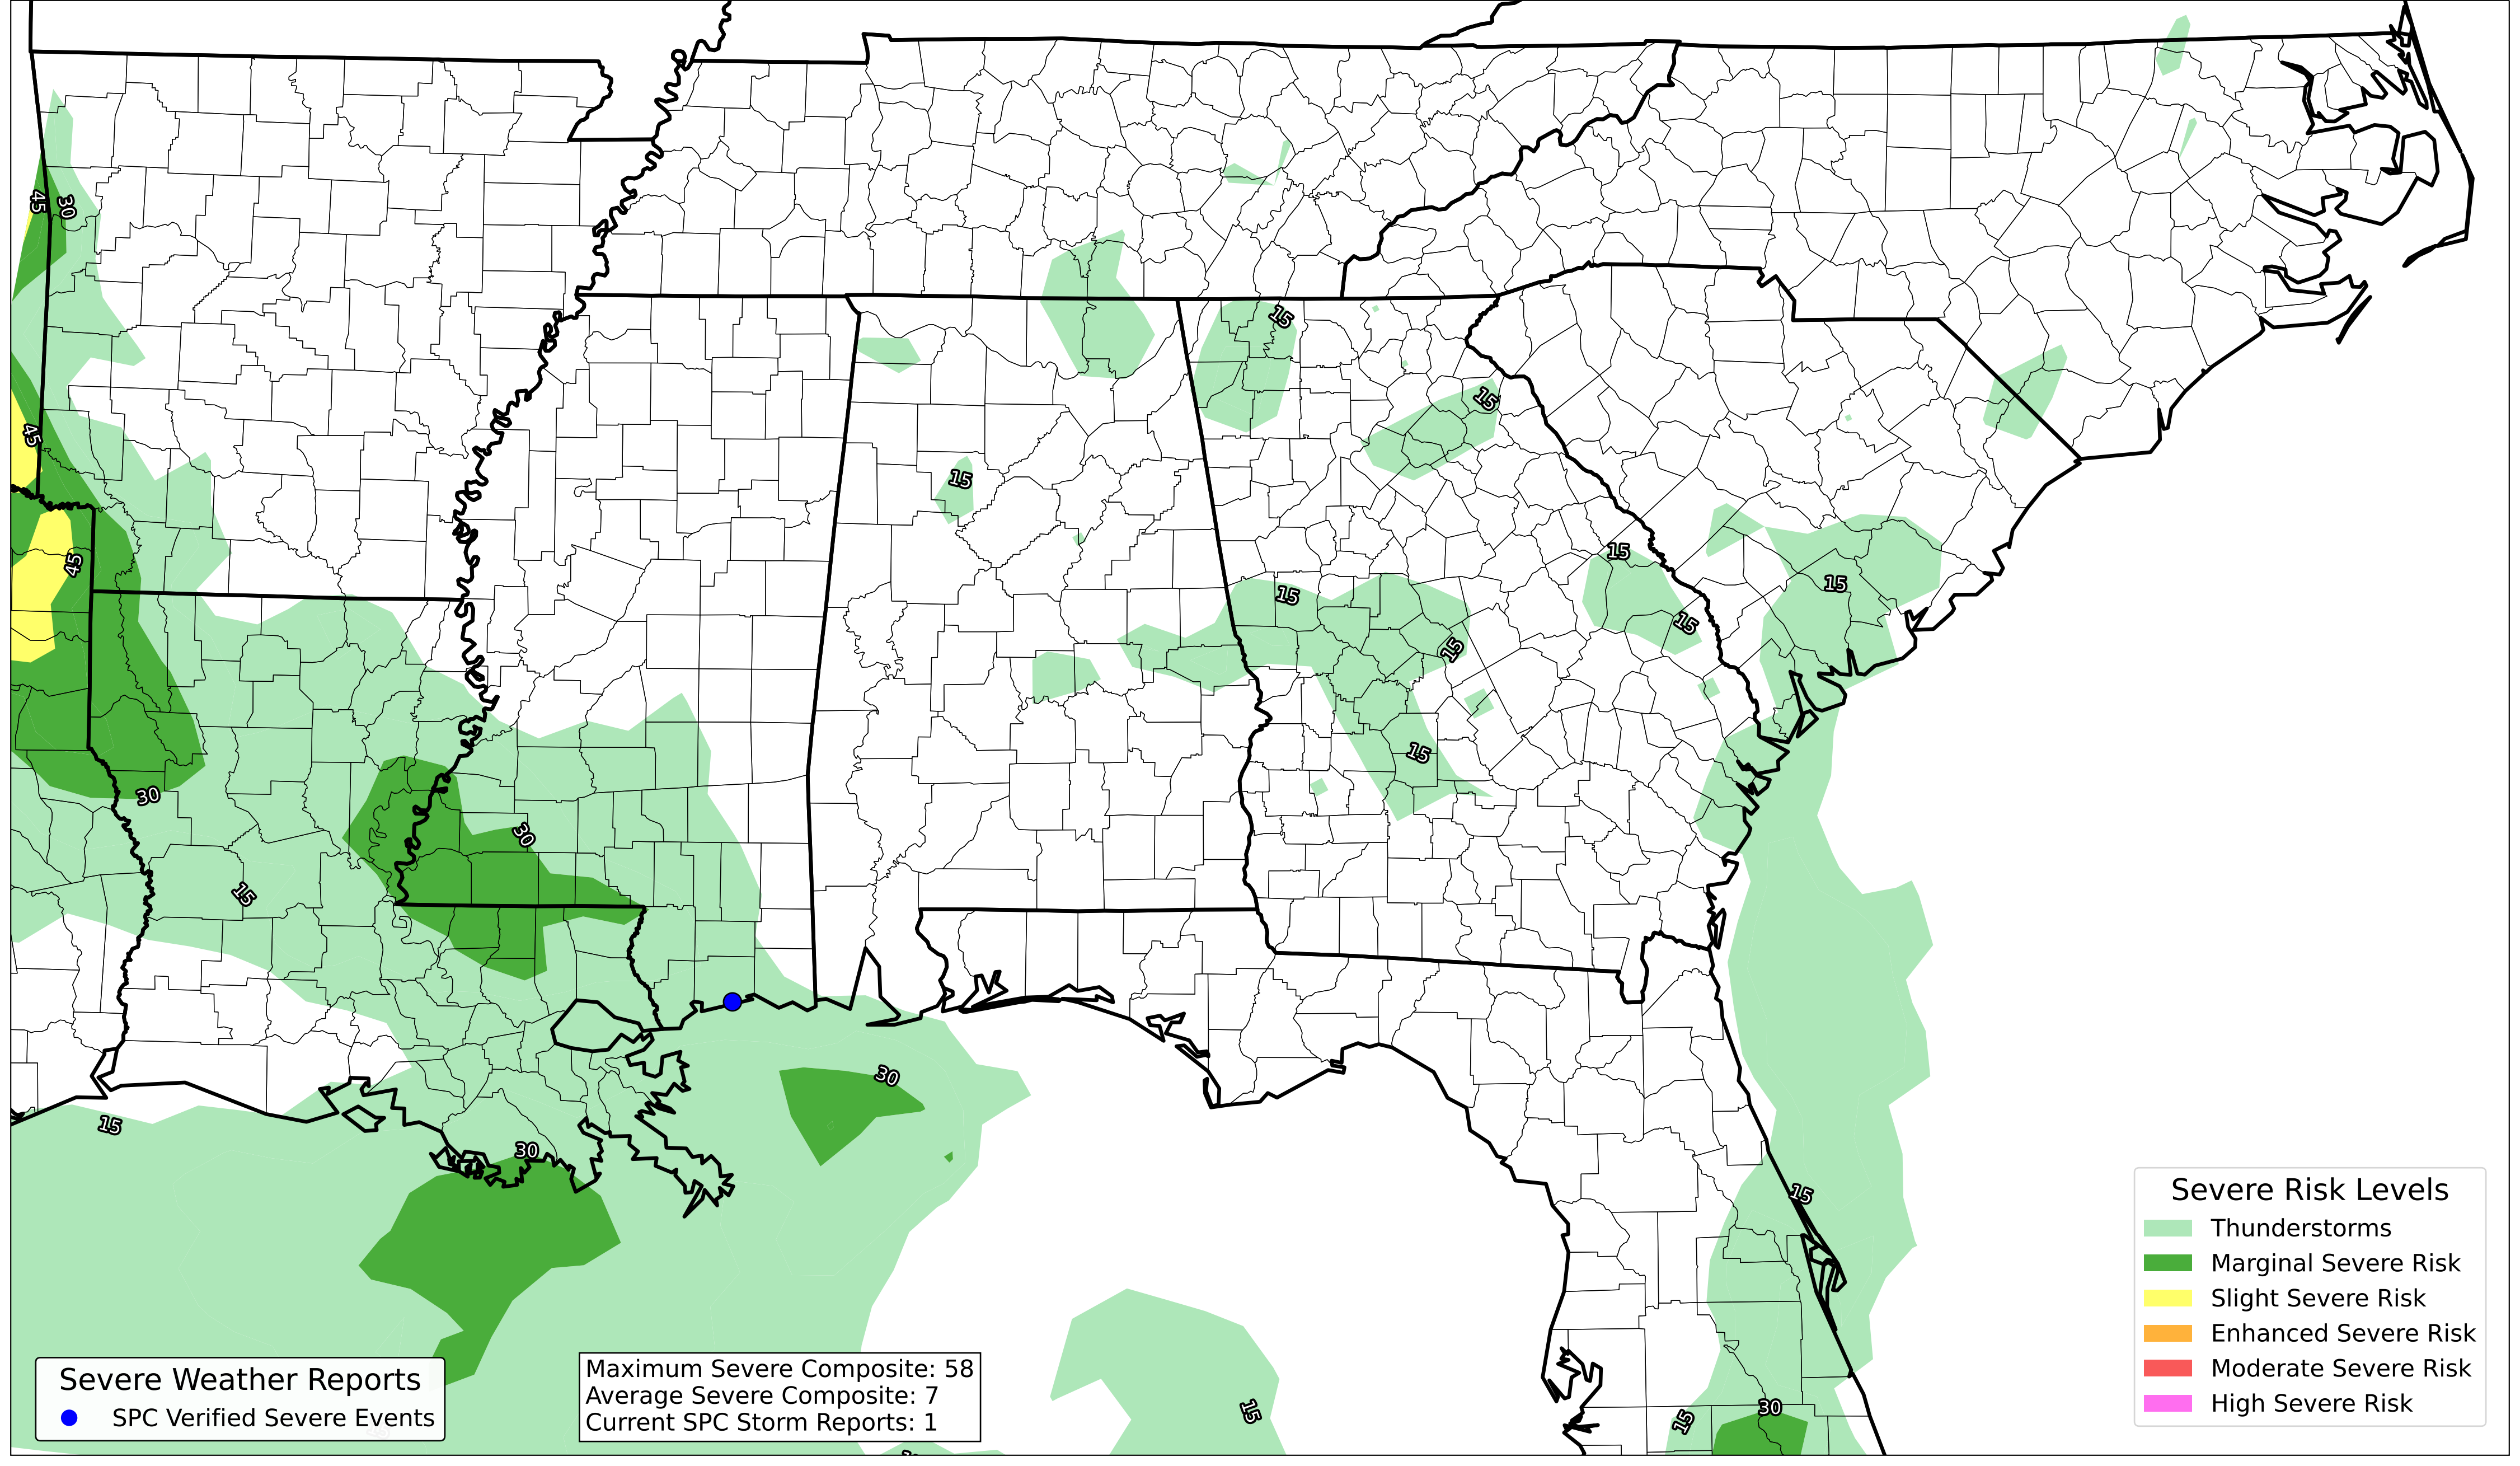 45
30
15
15
45
15
15
45
15
15
15
15
15
15
30
30
15
30
15
30
15
30
15
15
Severe Weather Reports
SPC Verified Severe Events
Maximum Severe Composite: 58
Average Severe Composite: 7
Current SPC Storm Reports: 1
Severe Risk Levels
Thunderstorms
Marginal Severe Risk
Slight Severe Risk
Enhanced Severe Risk
Moderate Severe Risk
High Severe Risk